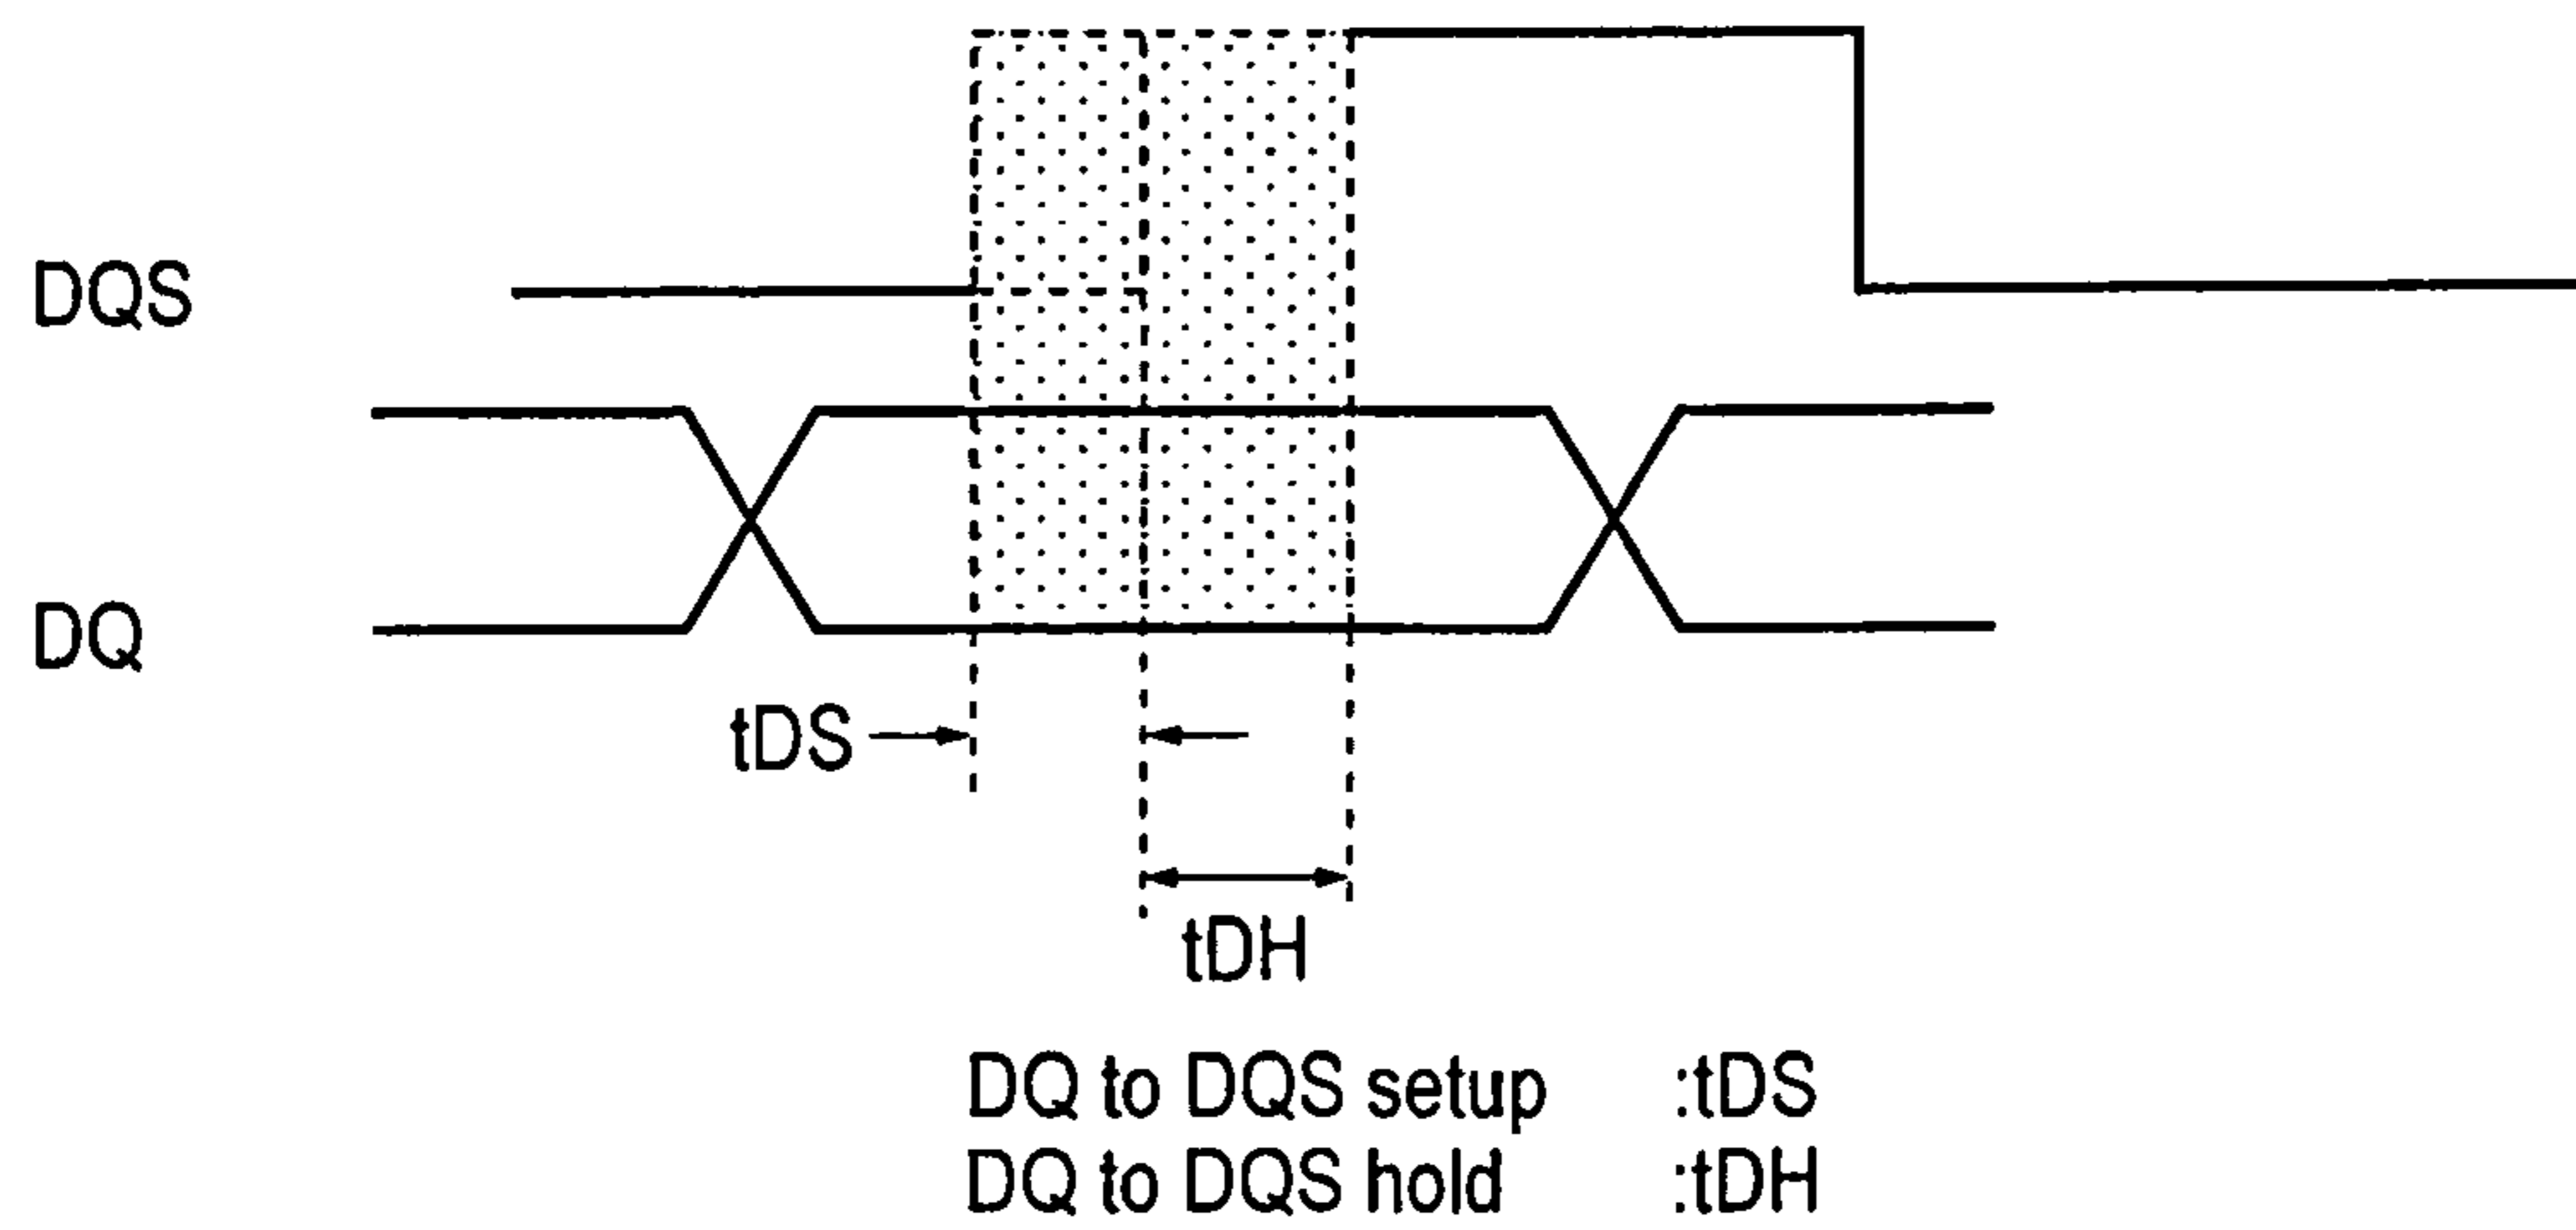 DQS
DQ
tDS
tDH
DQ to DQS setup :tDS
DQ to DQS hold :tDH